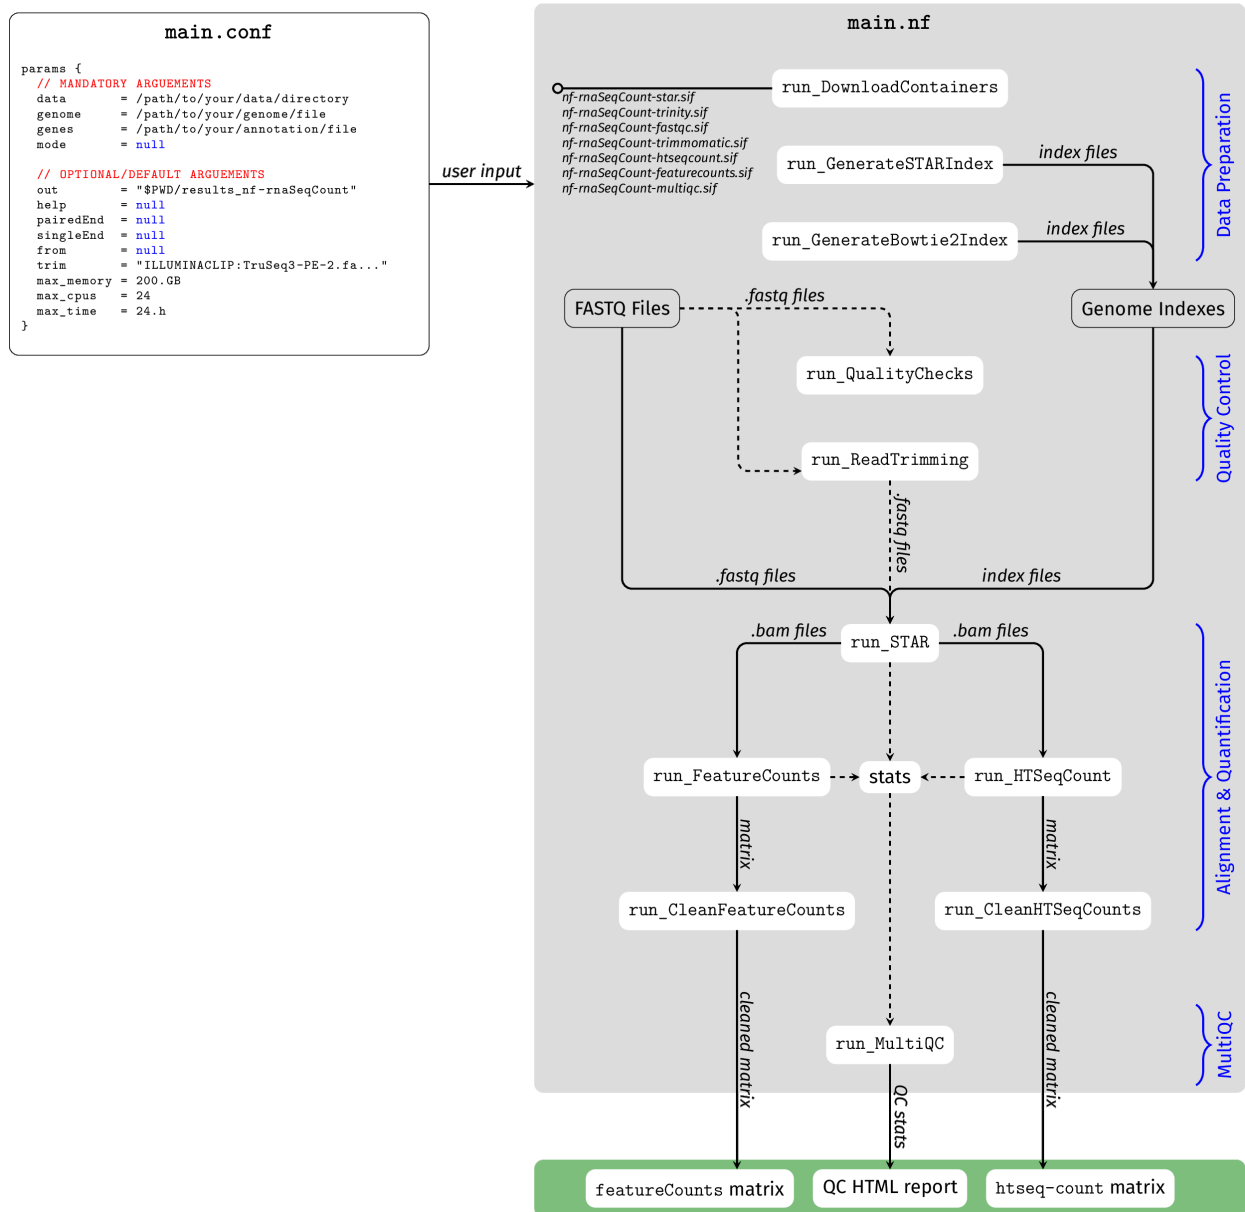 main.conf
params {
// MANDATORY ARGUEMENTS
data = /path/to/your/data/directory
genome = /path/to/your/genome/file
genes = /path/to/your/annotation/file
mode = null
// OPTIONAL/DEFAULT ARGUEMENTS
out = "$PWD/results_nf-rnaSeqCount"
help = null
pairedEnd = null
singleEnd = null
from = null
trim = "ILLUMINACLIP:TruSeq3-PE-2.fa..."
max_memory = 200.GB
max_cpus = 24
max_time = 24.h
}
user input
main.nf
run_DownloadContainers
nf-rnaSeqCount-star.sif
nf-rnaSeqCount-trinity.sif
nf-rnaSeqCount-fastqc.sif
nf-rnaSeqCount-trimmomatic.sif
nf-rnaSeqCount-htseqcount.sif
nf-rnaSeqCount-featurecounts.sif
nf-rnaSeqCount-multiqc.sif
run_GenerateSTARIndex
index files
run_GenerateBowtie2Index
index files
Data Preparation
FASTQ Files
.fastq files
Genome Indexes
run_QualityChecks
run_ReadTrimming
Quality Control
.fastq files
.fastq files
index files
.bam files
run_STAR
.bam files
run_FeatureCounts
stats
run_HTSeqCount
matrix
matrix
run_CleanFeatureCounts
run_CleanHTSeqCounts
Alignment & Quantification
cleaned matrix
run_MultiQC
cleaned matrix
MultiQC
QC stats
featureCounts matrix
QC HTML report
htseq-count matrix